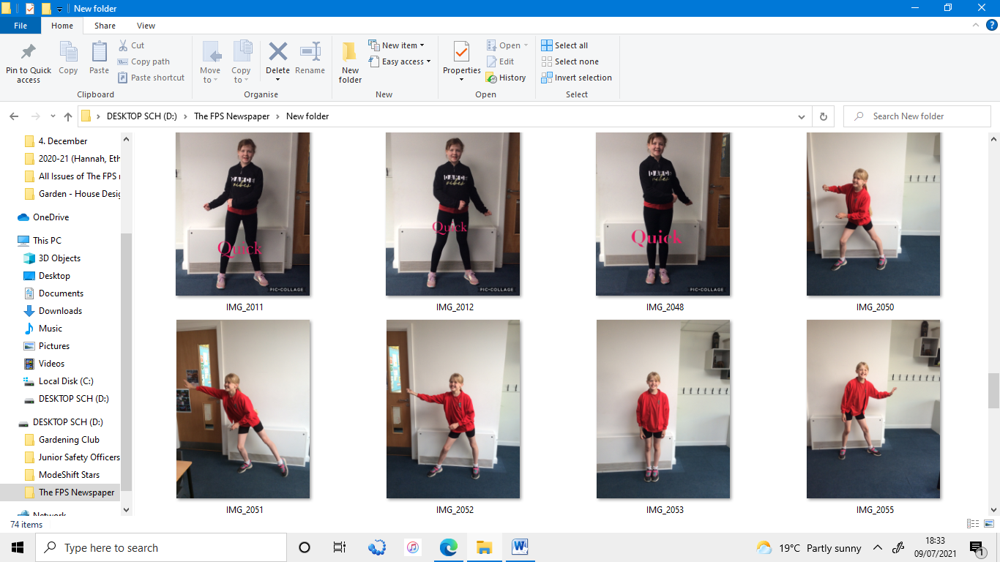 New folder
File Home Share View
Pin to Quick access
Copy
Paste
Cut
Copy path
Paste shortcut
Clipboard
Move to
Copy to
Delete
Rename
Organise
New folder
New item
Easy access
New
Properties
Open
Edit
History
Open
Select all
Select none
Invert selection
Select
DESKTOP SCH (D:) The FPS Newspaper New folder
Search New folder
4. December
2020-21 (Hannah, Eth
All Issues of The FPS
Garden - House Desig
OneDrive
This PC
3D Objects
Desktop
Documents
Downloads
Music
Pictures
Videos
Local Disk (C:)
DESKTOP SCH (D:)
DESKTOP SCH (D:)
Gardening Club
Junior Safety Officers
ModeShift Stars
The FPS Newspaper
Network
DANCE
vibes
Quick
PIC•COLLAGE
IMG_2011
DANCE
vibes
Quick
PIC•COLLAGE
IMG_2012
DANCE
vibes
Quick
PIC•COLLAGE
IMG_2048
IMG_2050
IMG_2051
IMG_2052
IMG_2053
IMG_2055
74 items
Type here to search
19°C Partly sunny
18:33
09/07/2021
1